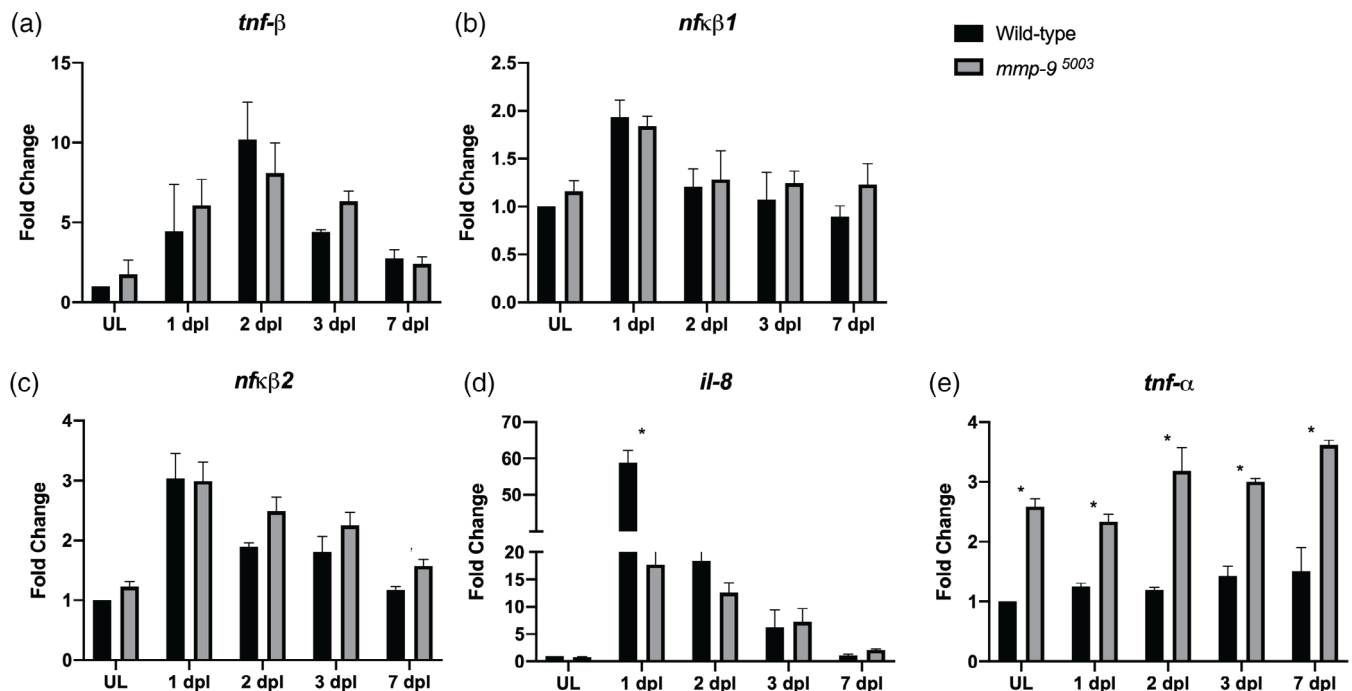 (a)
tnf-β
Fold Change
15
10
5
0
UL 1 dpl 2 dpl 3 dpl 7 dpl
(b)
nfκβ1
Fold Change
2.5
2.0
1.5
1.0
0.5
0.0
UL 1 dpl 2 dpl 3 dpl 7 dpl
Wild-type
mmp-9 5003
(c)
nfκβ2
Fold Change
4
3
2
1
0
UL 1 dpl 2 dpl 3 dpl 7 dpl
(d)
il-8
Fold Change
70
60
50
20
15
10
5
0
*
UL 1 dpl 2 dpl 3 dpl 7 dpl
(e)
tnf-α
Fold Change
4
3
2
1
0
* * * * *
UL 1 dpl 2 dpl 3 dpl 7 dpl